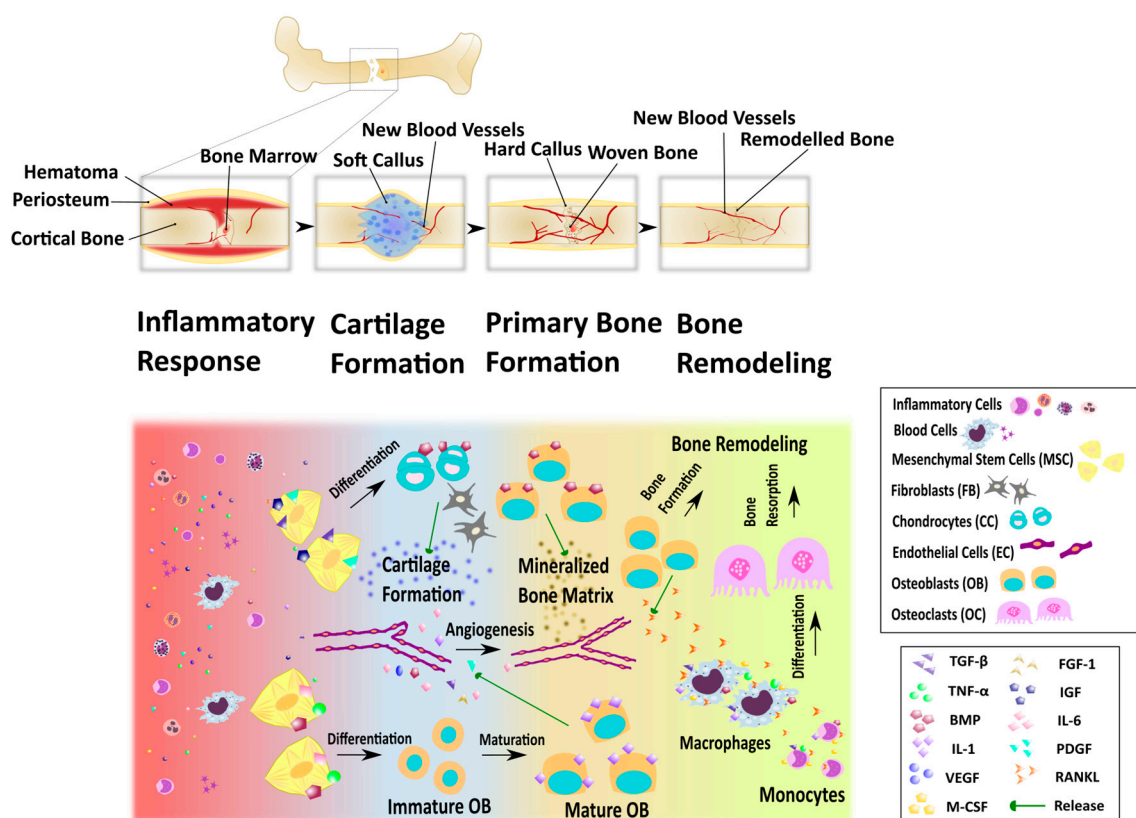 New Blood Vessels
New Blood Vessels
Bone Marrow
Hard Callus
Remodelled Bone
Soft Callus
Woven Bone
Hematoma
Periosteum
Cortical Bone
Inflammatory
Response
Cartilage
Formation
Primary Bone
Formation
Bone
Remodeling
Differentiation
Cartilage
Formation
Mineralized
Bone Matrix
Bone Remodeling
Bone
Formation
Bone
Resorption
Angiogenesis
Differentiation
Macrophages
Differentiation
Maturation
Immature OB
Mature OB
Monocytes
Inflammatory Cells
Blood Cells
Mesenchymal Stem Cells (MSC)
Fibroblasts (FB)
Chondrocytes (CC)
Endothelial Cells (EC)
Osteoblasts (OB)
Osteoclasts (OC)
TGF-β
FGF-1
TNF-α
IGF
BMP
IL-6
IL-1
PDGF
VEGF
RANKL
M-CSF
Release